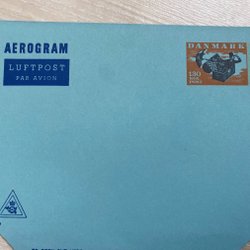 AEROGRAM
LUFTPOST
PAR AVION
DANMARK
130